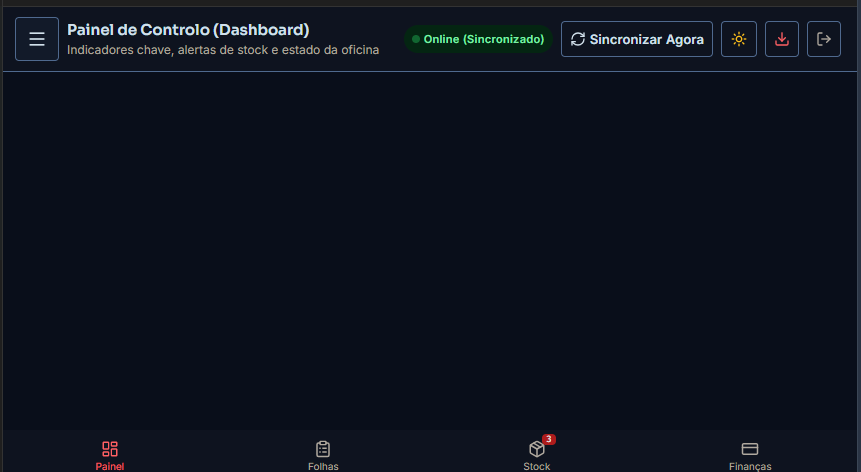 Painel de Controlo (Dashboard)
Indicadores chave, alertas de stock e estado da oficina
Online (Sincronizado)
Sincronizar Agora
3
Painel
Folhas
Stock
Finanças